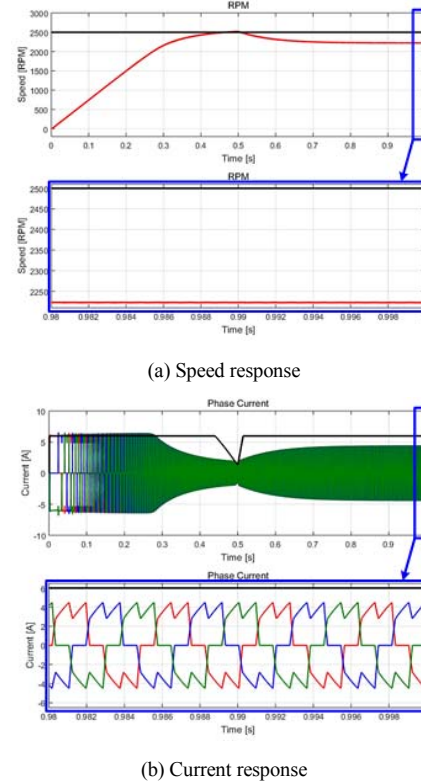 RPM
3000
2500
2000
1500
1000
500
0
Speed [RPM]
0 0.1 0.2 0.3 0.4 0.5 0.6 0.7 0.8 0.9
Time [s]
RPM
2500
2450
2400
2350
2300
2250
Speed [RPM]
0.98 0.982 0.984 0.986 0.988 0.99 0.992 0.994 0.996 0.998
Time [s]
(a) Speed response
Phase Current
10
5
0
-5
-10
Current [A]
0 0.1 0.2 0.3 0.4 0.5 0.6 0.7 0.8 0.9
Time [s]
Phase Current
6
4
2
0
-2
-4
-6
Current [A]
0.98 0.982 0.984 0.986 0.988 0.99 0.992 0.994 0.996 0.998
Time [s]
(b) Current response